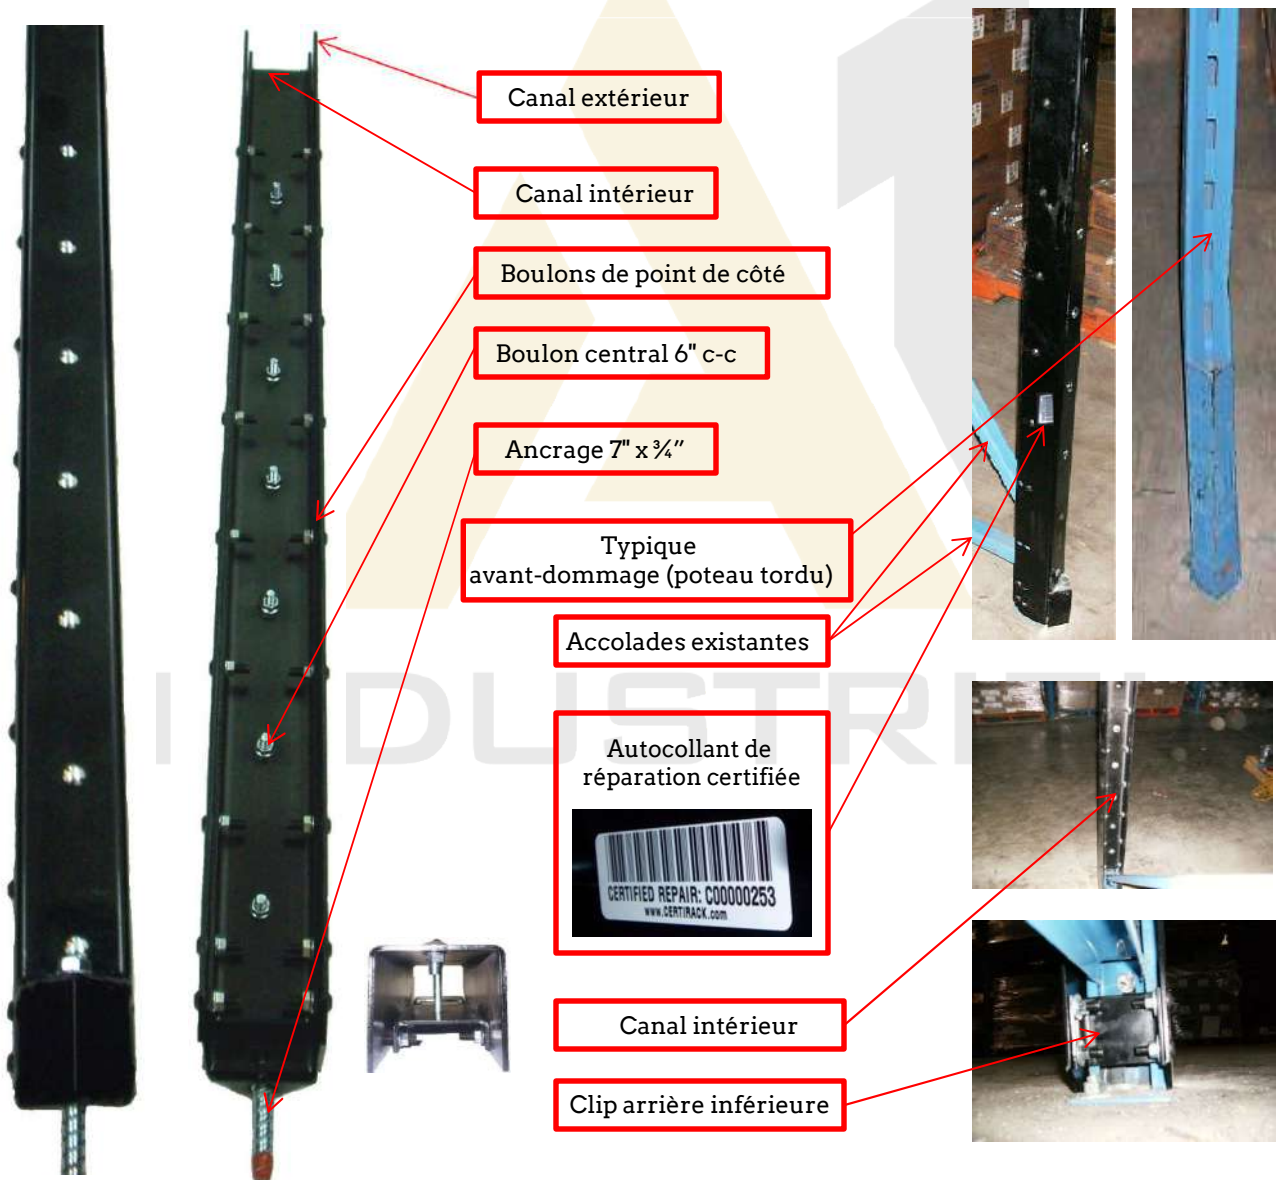 Canal extérieur
Canal intérieur
Boulons de point de côté
Boulon central 6" c-c
Ancrage 7" x ¾”
Typique
avant-dommage (poteau tordu)
Accolades existantes
Autocollant de
réparation certifiée
CERTIFIED REPAIR: C00000253
www.CERTIRACK.com
Canal intérieur
Clip arrière inférieure
A1
INDUSTRIEL